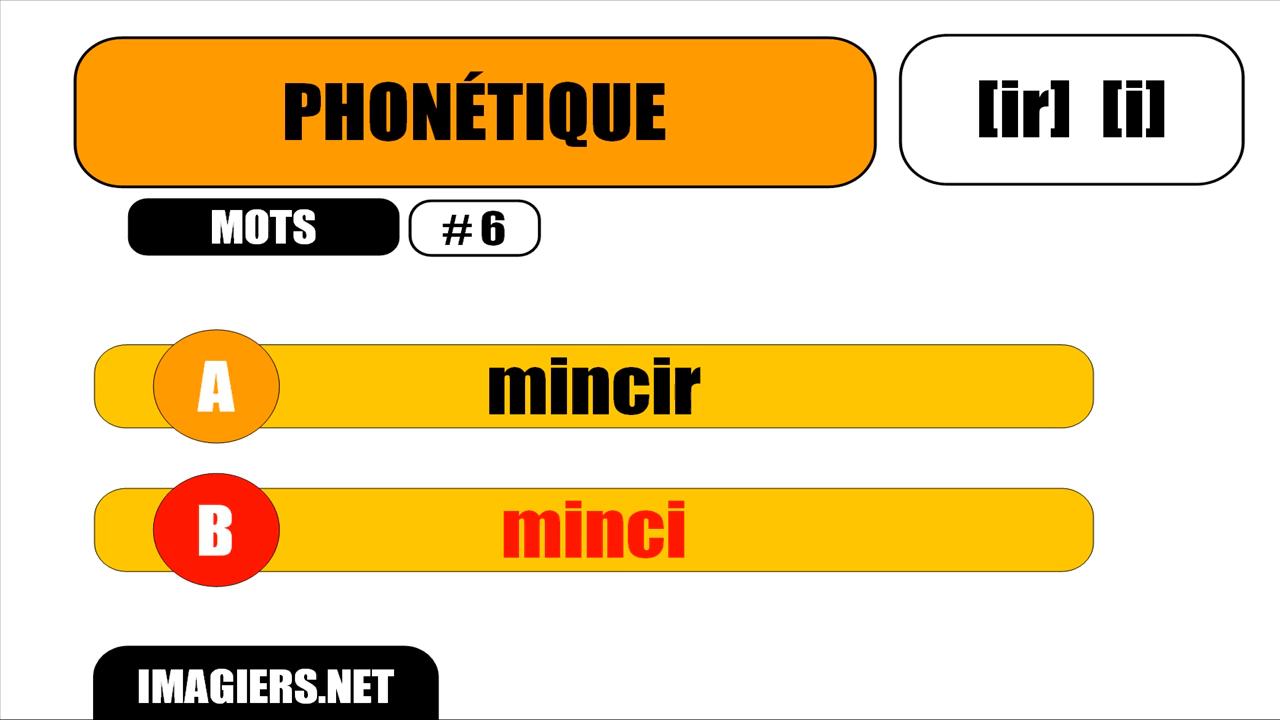 PHONÉTIQUE
[ir] [i]
MOTS
# 6
A
mincir
B
minci
IMAGIERS.NET